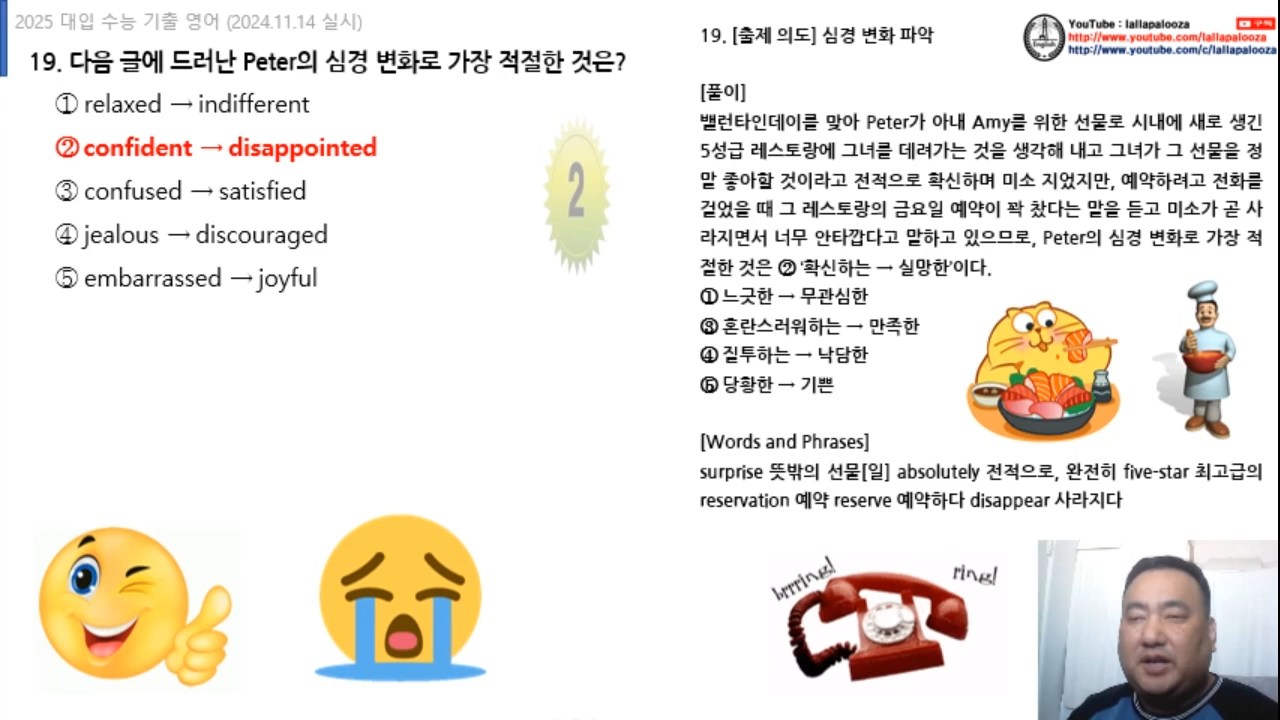 2025 대입 수능 기출 영어 (2024.11.14 실시)
19. 다음 글에 드러난 Peter의 심경 변화로 가장 적절한 것은?
① relaxed → indifferent
② confident → disappointed
③ confused → satisfied
④ jealous → discouraged
⑤ embarrassed → joyful
2
19. [출제 의도] 심경 변화 파악
YouTube : lallapalooza
구독
http://www.youtube.com/lallapalooza
http://www.youtube.com/c/lallapalooza
English
[풀이]
밸런타인데이를 맞아 Peter가 아내 Amy를 위한 선물로 시내에 새로 생긴
5성급 레스토랑에 그녀를 데려가는 것을 생각해 내고 그녀가 그 선물을 정
말 좋아할 것이라고 전적으로 확신하며 미소 지었지만, 예약하려고 전화를
걸었을 때 그 레스토랑의 금요일 예약이 꽉 찼다는 말을 듣고 미소가 곧 사
라지면서 너무 안타깝다고 말하고 있으므로, Peter의 심경 변화로 가장 적
절한 것은 ② ‘확신하는 → 실망한’이다.
① 느긋한 → 무관심한
③ 혼란스러워하는 → 만족한
④ 질투하는 → 낙담한
⑤ 당황한 → 기쁜
[Words and Phrases]
surprise 뜻밖의 선물[일] absolutely 전적으로, 완전히 five-star 최고급의
reservation 예약 reserve 예약하다 disappear 사라지다
brrring!
ring!